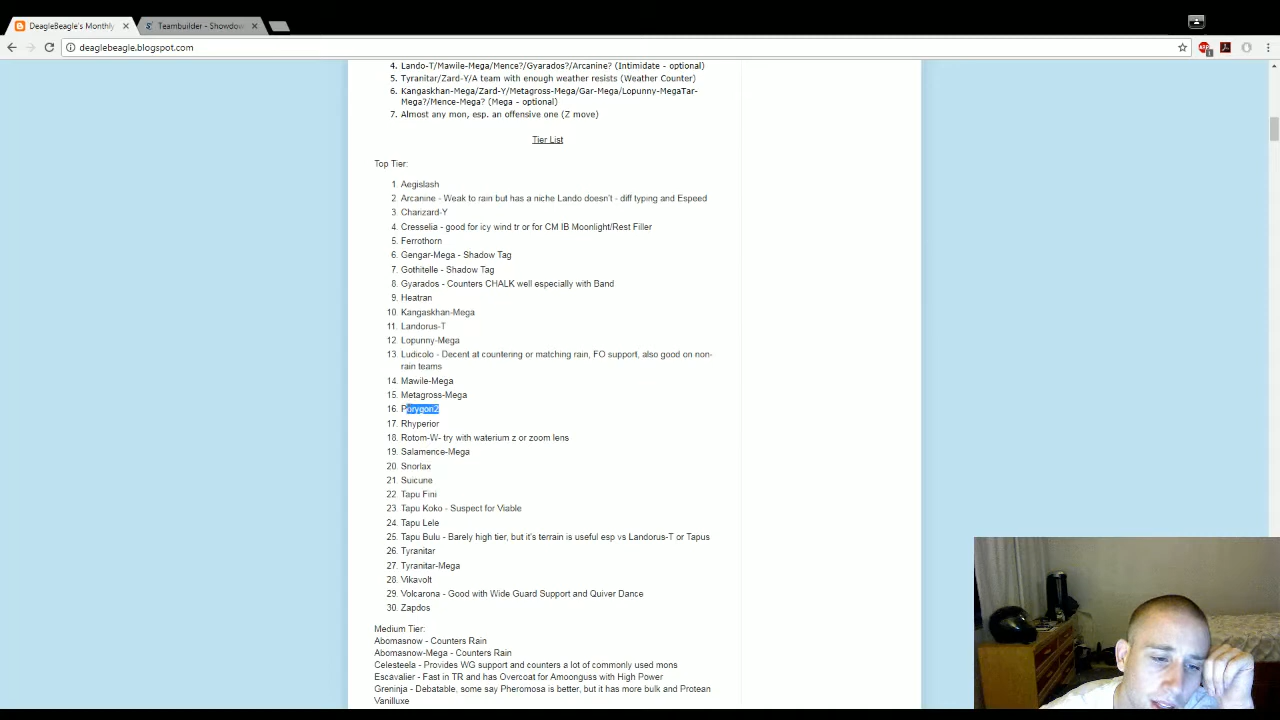 DeagleBeagle's Monthly
Teambuilder - Showdow
deaglebeagle.blogspot.com
4. Lando-T/Mawile-Mega/Mence?/Gyarados?/Arcanine? (Intimidate - optional)
5. Tyranitar/Zard-Y/A team with enough weather resists (Weather Counter)
6. Kangaskhan-Mega/Zard-Y/Metagross-Mega/Gar-Mega/Lopunny-MegaTar-
Mega?/Mence-Mega? (Mega - optional)
7. Almost any mon, esp. an offensive one (Z move)
Tier List
Top Tier:
1. Aegislash
2. Arcanine - Weak to rain but has a niche Lando doesn't - diff typing and Espeed
3. Charizard-Y
4. Cresselia - good for icy wind tr or for CM IB Moonlight/Rest Filler
5. Ferrothorn
6. Gengar-Mega - Shadow Tag
7. Gothitelle - Shadow Tag
8. Gyarados - Counters CHALK well especially with Band
9. Heatran
10. Kangaskhan-Mega
11. Landorus-T
12. Lopunny-Mega
13. Ludicolo - Decent at countering or matching rain, FO support, also good on non-
rain teams
14. Mawile-Mega
15. Metagross-Mega
16. Porygon2
17. Rhyperior
18. Rotom-W- try with waterium z or zoom lens
19. Salamence-Mega
20. Snorlax
21. Suicune
22. Tapu Fini
23. Tapu Koko - Suspect for Viable
24. Tapu Lele
25. Tapu Bulu - Barely high tier, but it's terrain is useful esp vs Landorus-T or Tapus
26. Tyranitar
27. Tyranitar-Mega
28. Vikavolt
29. Volcarona - Good with Wide Guard Support and Quiver Dance
30. Zapdos
Medium Tier:
Abomasnow - Counters Rain
Abomasnow-Mega - Counters Rain
Celesteela - Provides WG support and counters a lot of commonly used mons
Escavalier - Fast in TR and has Overcoat for Amoonguss with High Power
Greninja - Debatable, some say Pheromosa is better, but it has more bulk and Protean
Vanilluxe